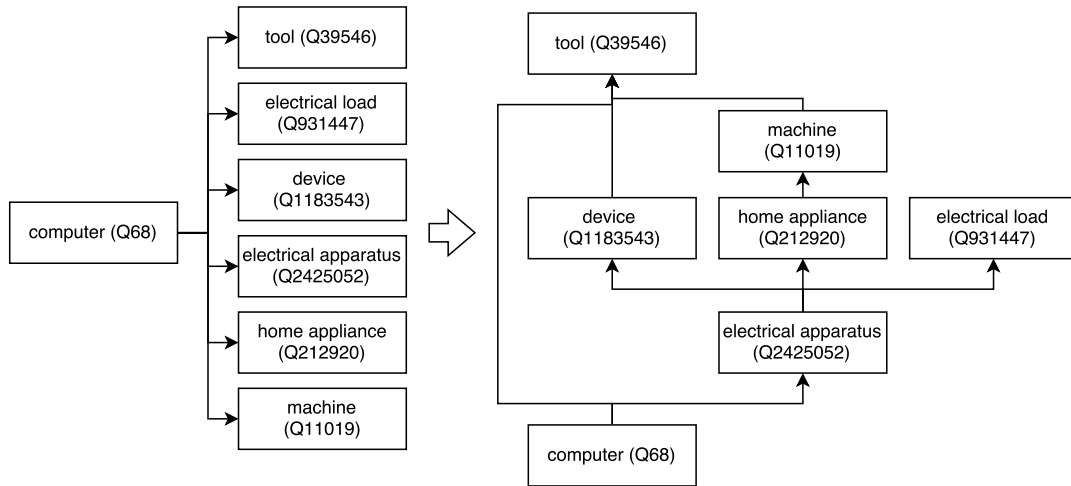 tool (Q39546)
electrical load
(Q931447)
device
(Q1183543)
computer (Q68)
electrical apparatus
(Q2425052)
home appliance
(Q212920)
machine
(Q11019)
tool (Q39546)
machine
(Q11019)
device
(Q1183543)
home appliance
(Q212920)
electrical load
(Q931447)
electrical apparatus
(Q2425052)
computer (Q68)